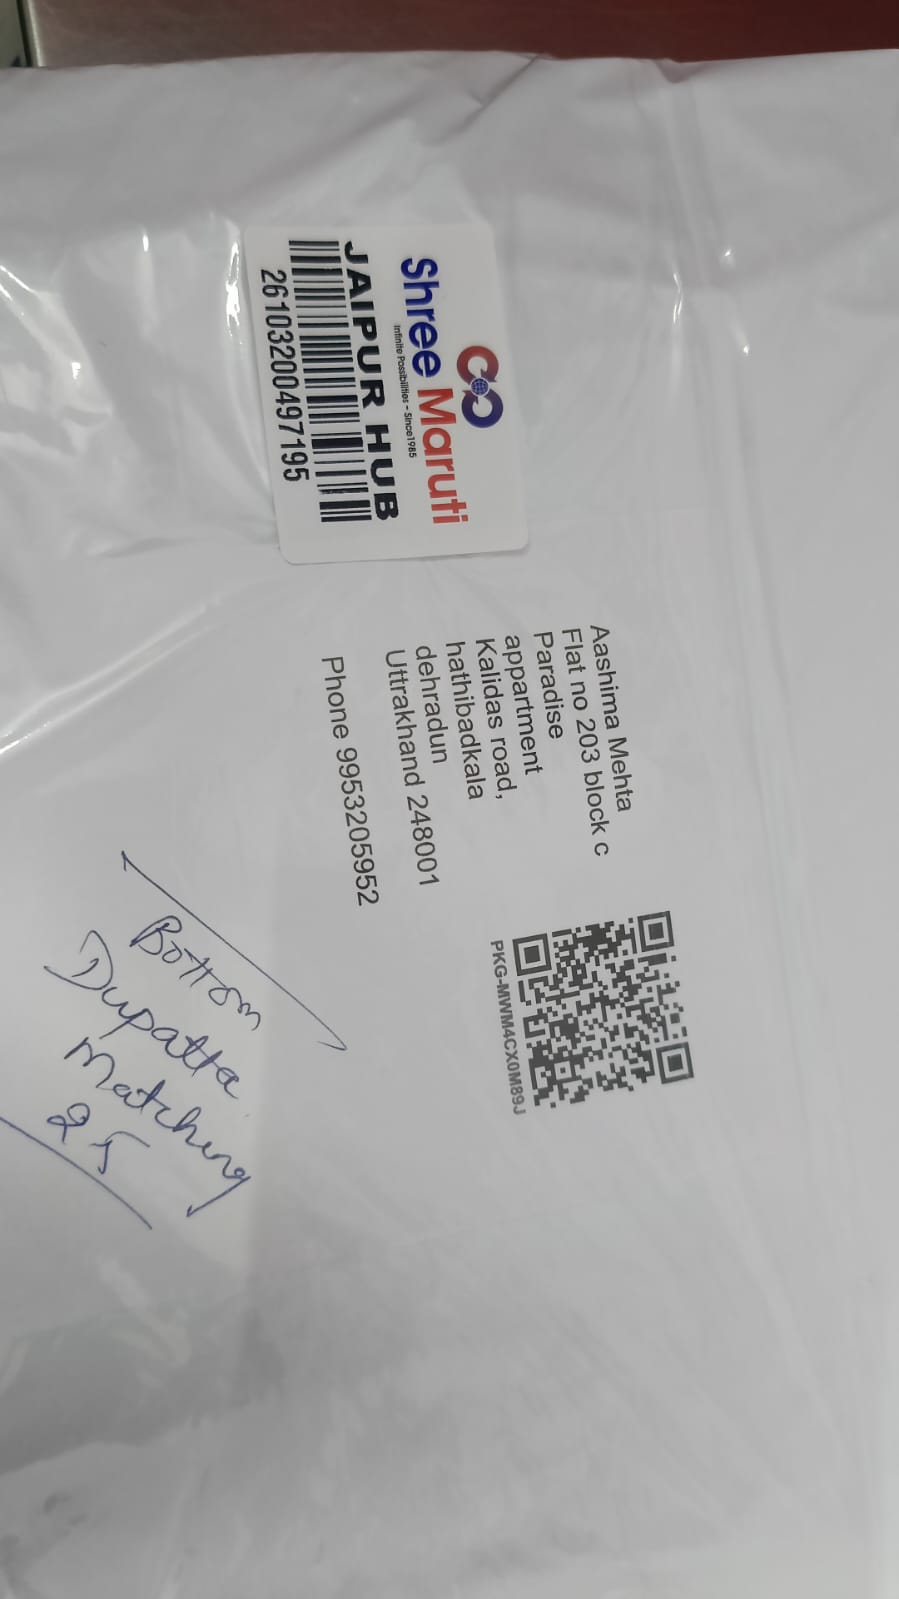 Shree Maruti
Infinite Possibilities - Since1985
JAIPUR HUB
26103200497195
Aashima Mehta
Flat no 203 block c
Paradise
appartment
Kalidas road,
hathibadkala
dehradun
Uttrakhand 248001
Phone 9953205952
PKG-MWM4CX0M89J
Bottom
Dupatta
Matching
25